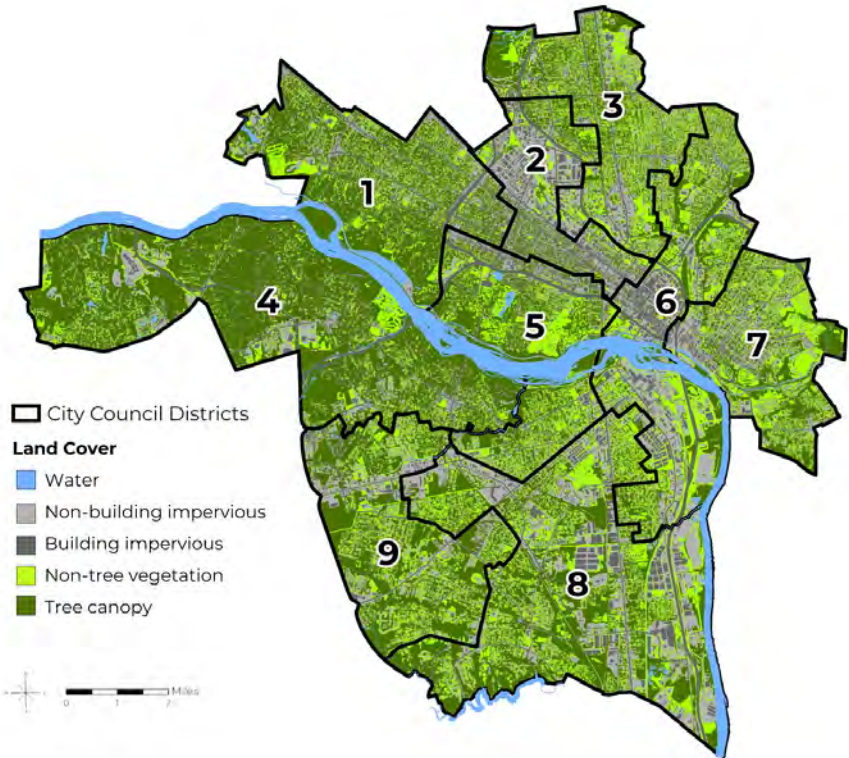 3
2
1
4
6
5
7
City Council Districts
Land Cover
Water
Non-building impervious
Building impervious
Non-tree vegetation
Tree canopy
9
8
Miles
0 1 2